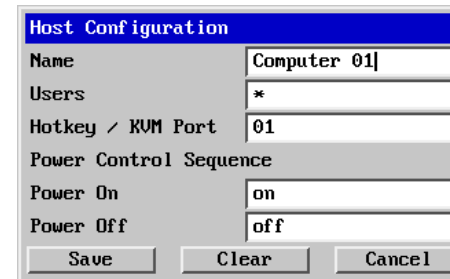 Host Configuration
Name Computer 01
Users *
Hotkey / KVM Port 01
Power Control Sequence
Power On on
Power Off off
Save Clear Cancel